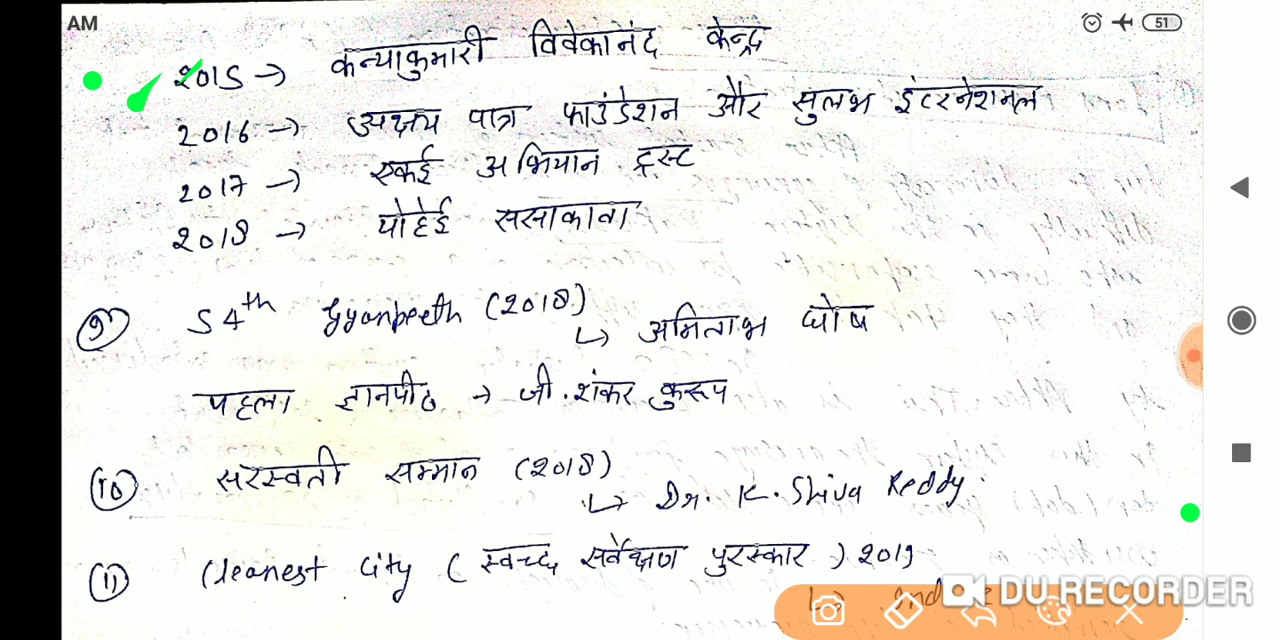 AM 51
2015 → कन्याकुमारी विवेकानंद केन्द्र
2016 → अक्षय पात्र फाउंडेशन और सुलभ इंटरनेशनल
2017 → एकई अभियान ट्रस्ट
2018 → योहेई ससाकावा
9 54th Gyanpeeth (2018)
↳ अमिताभ घोष
पहला ज्ञानपीठ → जी. शंकर कुरूप
10 सरस्वती सम्मान (2018)
↳ Dr. K. Shiva Reddy.
11 Cleanest City (स्वच्छ सर्वेक्षण पुरस्कार) 2019
DU RECORDER